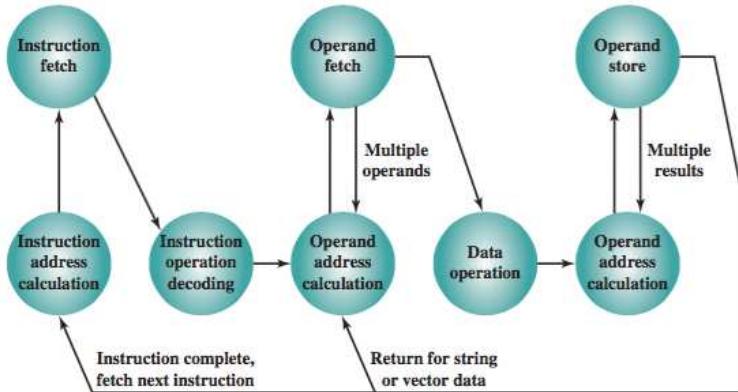 Instruction
fetch
Operand
fetch
Operand
store
Multiple
operands
Multiple
results
Instruction
address
calculation
Instruction
operation
decoding
Operand
address
calculation
Data
operation
Operand
address
calculation
Instruction complete,
fetch next instruction
Return for string
or vector data